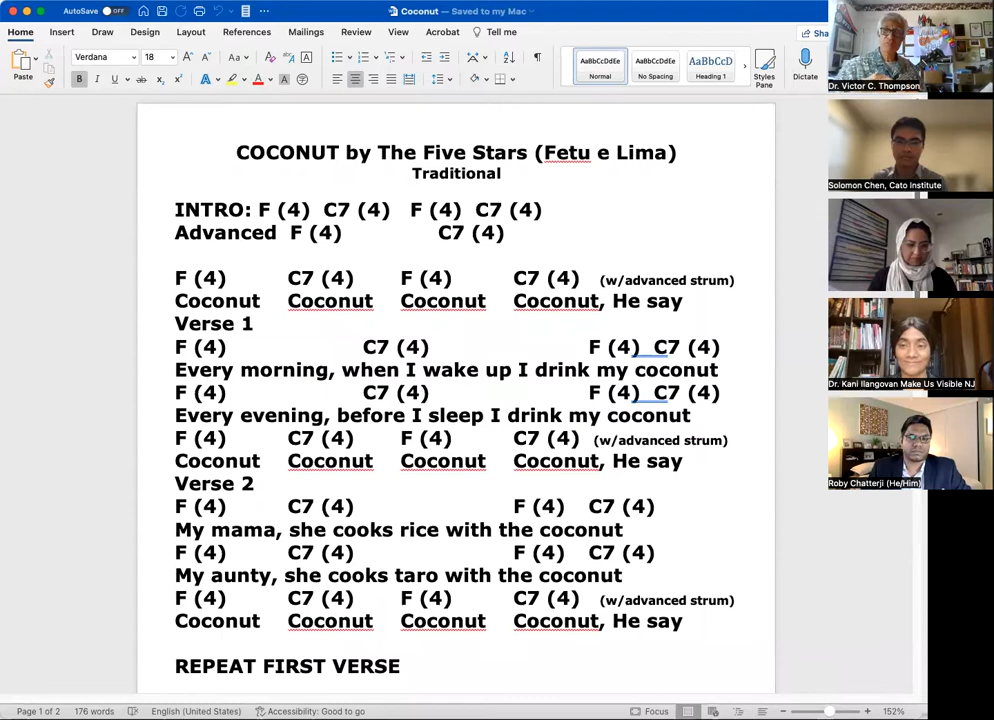 AutoSave OFF Coconut — Saved to my Mac
Home Insert Draw Design Layout References Mailings Review View Acrobat Tell me Sha
Paste Verdana 18 Aa
AaBbCcDdEe AaBbCcDdEe AaBbCcD
Normal No Spacing Heading 1 Styles Pane Dictate
COCONUT by The Five Stars (Fetu e Lima)
Traditional
INTRO: F (4) C7 (4) F (4) C7 (4)
Advanced F (4) C7 (4)
F (4) C7 (4) F (4) C7 (4) (w/advanced strum)
Coconut Coconut Coconut Coconut, He say
Verse 1
F (4) C7 (4) F (4) C7 (4)
Every morning, when I wake up I drink my coconut
F (4) C7 (4) F (4) C7 (4)
Every evening, before I sleep I drink my coconut
F (4) C7 (4) F (4) C7 (4) (w/advanced strum)
Coconut Coconut Coconut Coconut, He say
Verse 2
F (4) C7 (4) F (4) C7 (4)
My mama, she cooks rice with the coconut
F (4) C7 (4) F (4) C7 (4)
My aunty, she cooks taro with the coconut
F (4) C7 (4) F (4) C7 (4) (w/advanced strum)
Coconut Coconut Coconut Coconut, He say
REPEAT FIRST VERSE
Page 1 of 2 176 words English (United States) Accessibility: Good to go Focus 152%
Dr. Victor C. Thompson
Solomon Chen, Cato Institute
Dr. Kani Ilangovan Make Us Visible NJ
Roby Chatterji (He/Him)